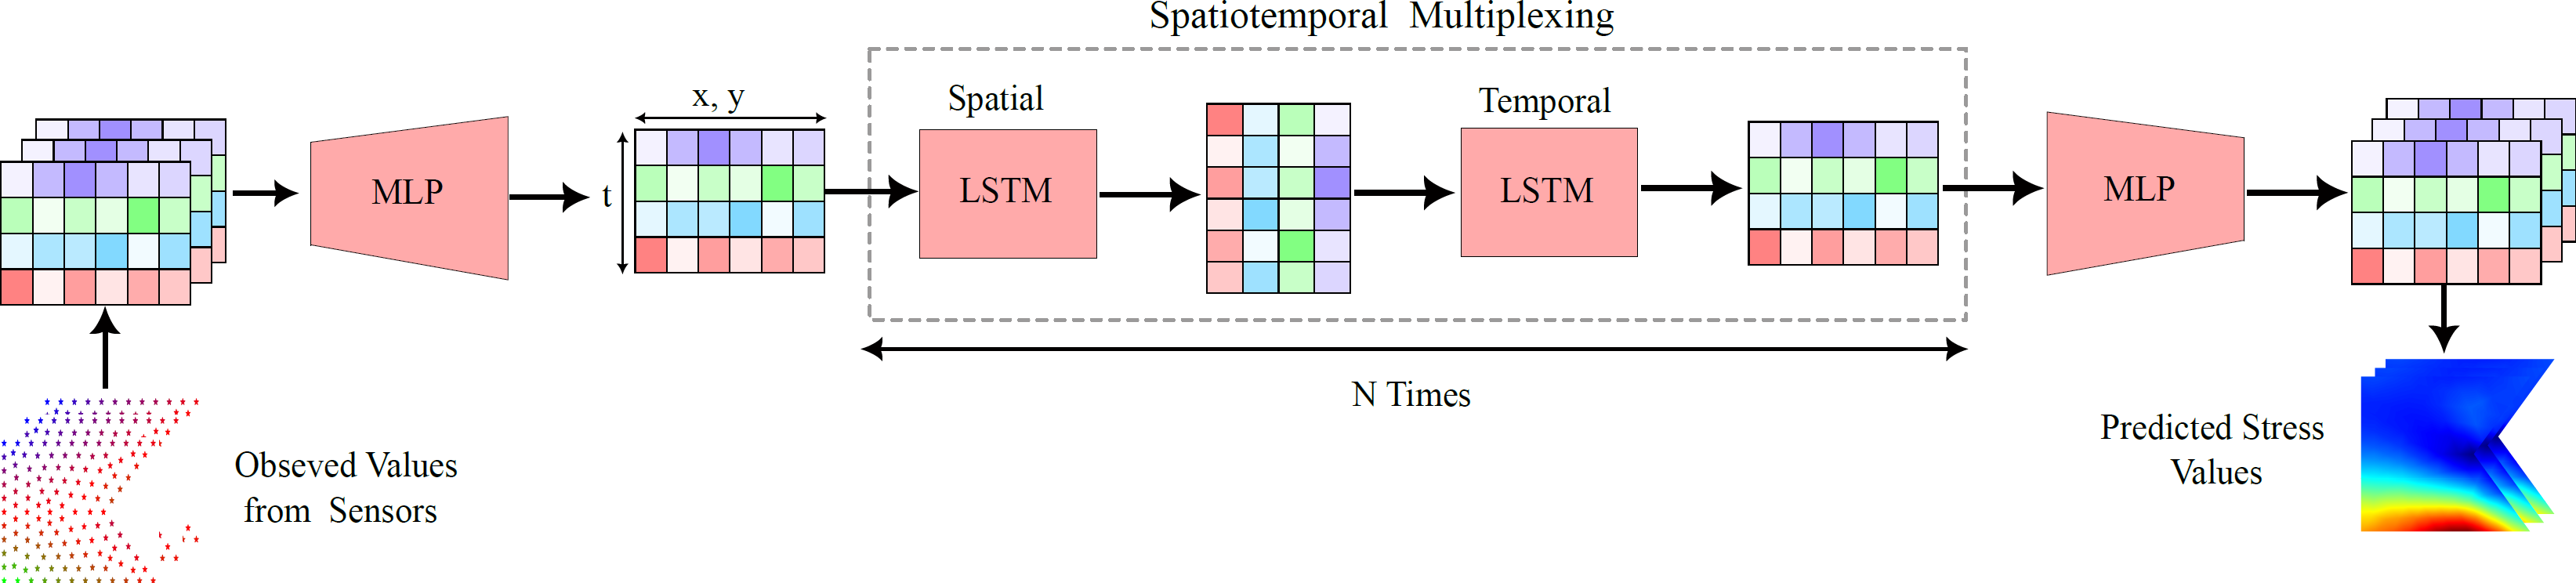 Spatiotemporal Multiplexing
x, y
Spatial
Temporal
MLP
t
LSTM
LSTM
MLP
N Times
Obseved Values
from Sensors
Predicted Stress
Values